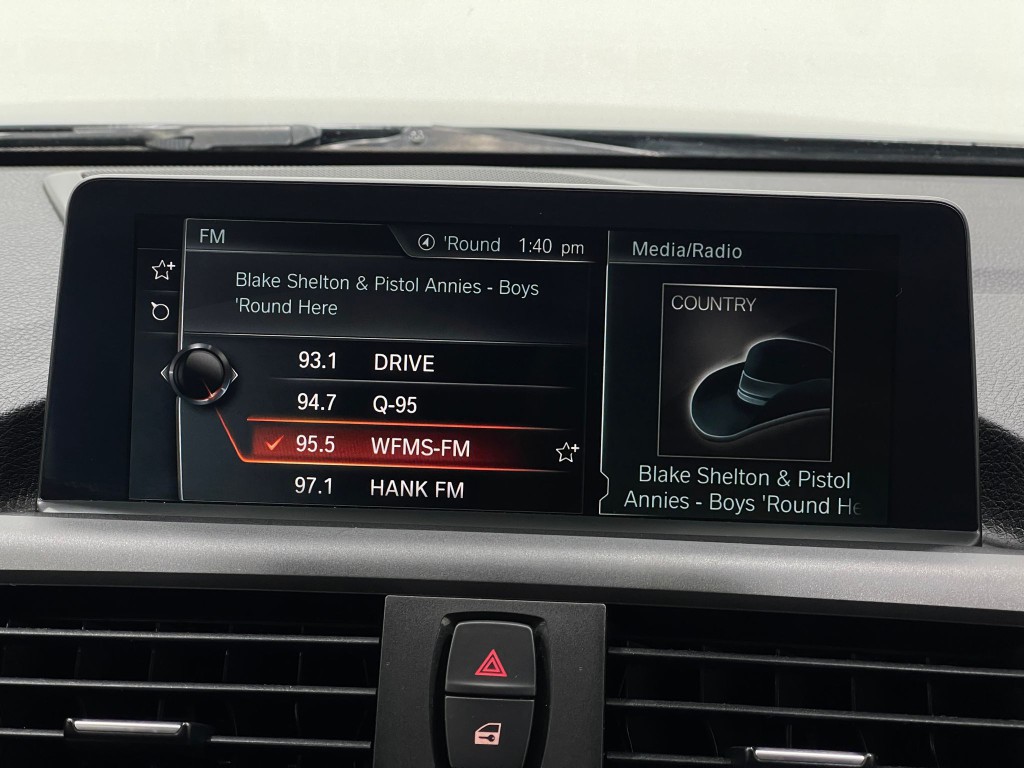 FM
'Round 1:40 pm
Blake Shelton & Pistol Annies - Boys
'Round Here
93.1 DRIVE
94.7 Q-95
95.5 WFMS-FM
97.1 HANK FM
Media/Radio
COUNTRY
Blake Shelton & Pistol
Annies - Boys 'Round He